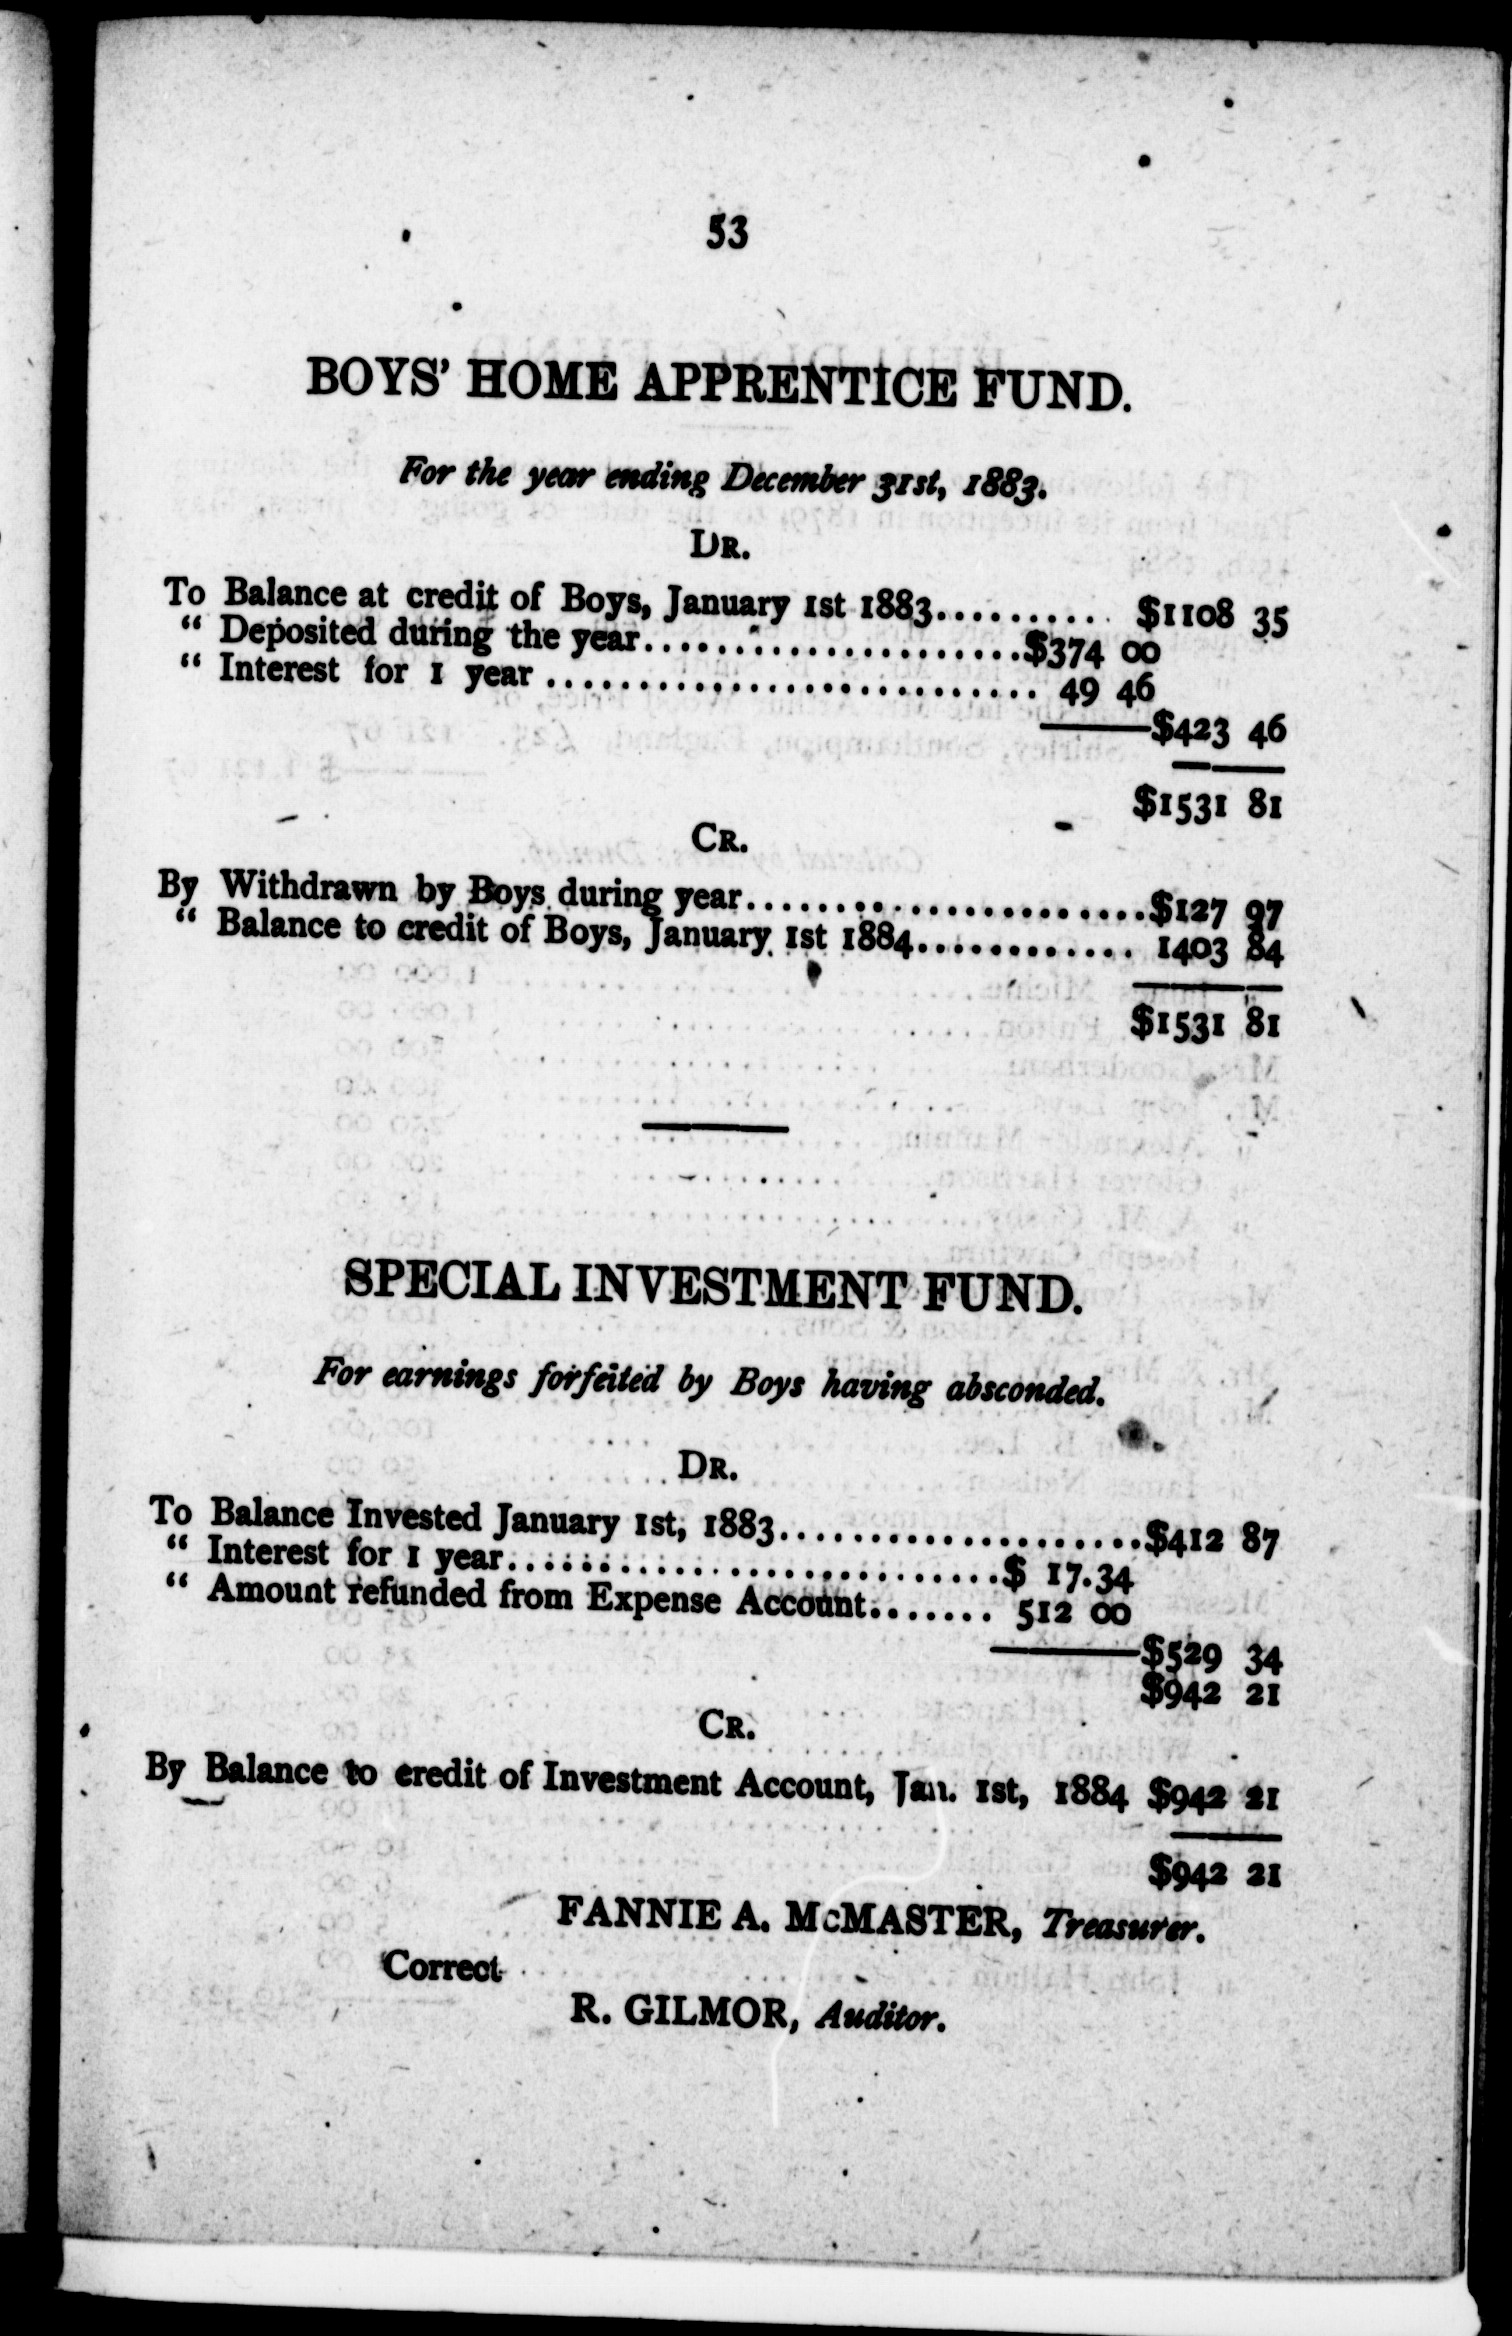 53
BOYS' HOME APPRENTICE FUND.
For the year ending December 31st, 1883.
DR.
To Balance at credit of Boys, January 1st 1883.......... $1108 35
“ Deposited during the year.....................$374 00
“ Interest for 1 year ........................... 49 46
$423 46
$1531 81
CR.
By Withdrawn by Boys during year.......................$127 97
“ Balance to credit of Boys, January 1st 1884............ 1403 84
$1531 81
SPECIAL INVESTMENT FUND.
For earnings forfeited by Boys having absconded.
DR.
To Balance Invested January 1st, 1883....................$412 87
“ Interest for 1 year...........................$ 17.34
“ Amount refunded from Expense Account....... 512 00
$529 34
$942 21
CR.
By Balance to credit of Investment Account, Jan. 1st, 1884 $942 21
$942 21
FANNIE A. McMASTER, Treasurer.
Correct
R. GILMOR, Auditor.